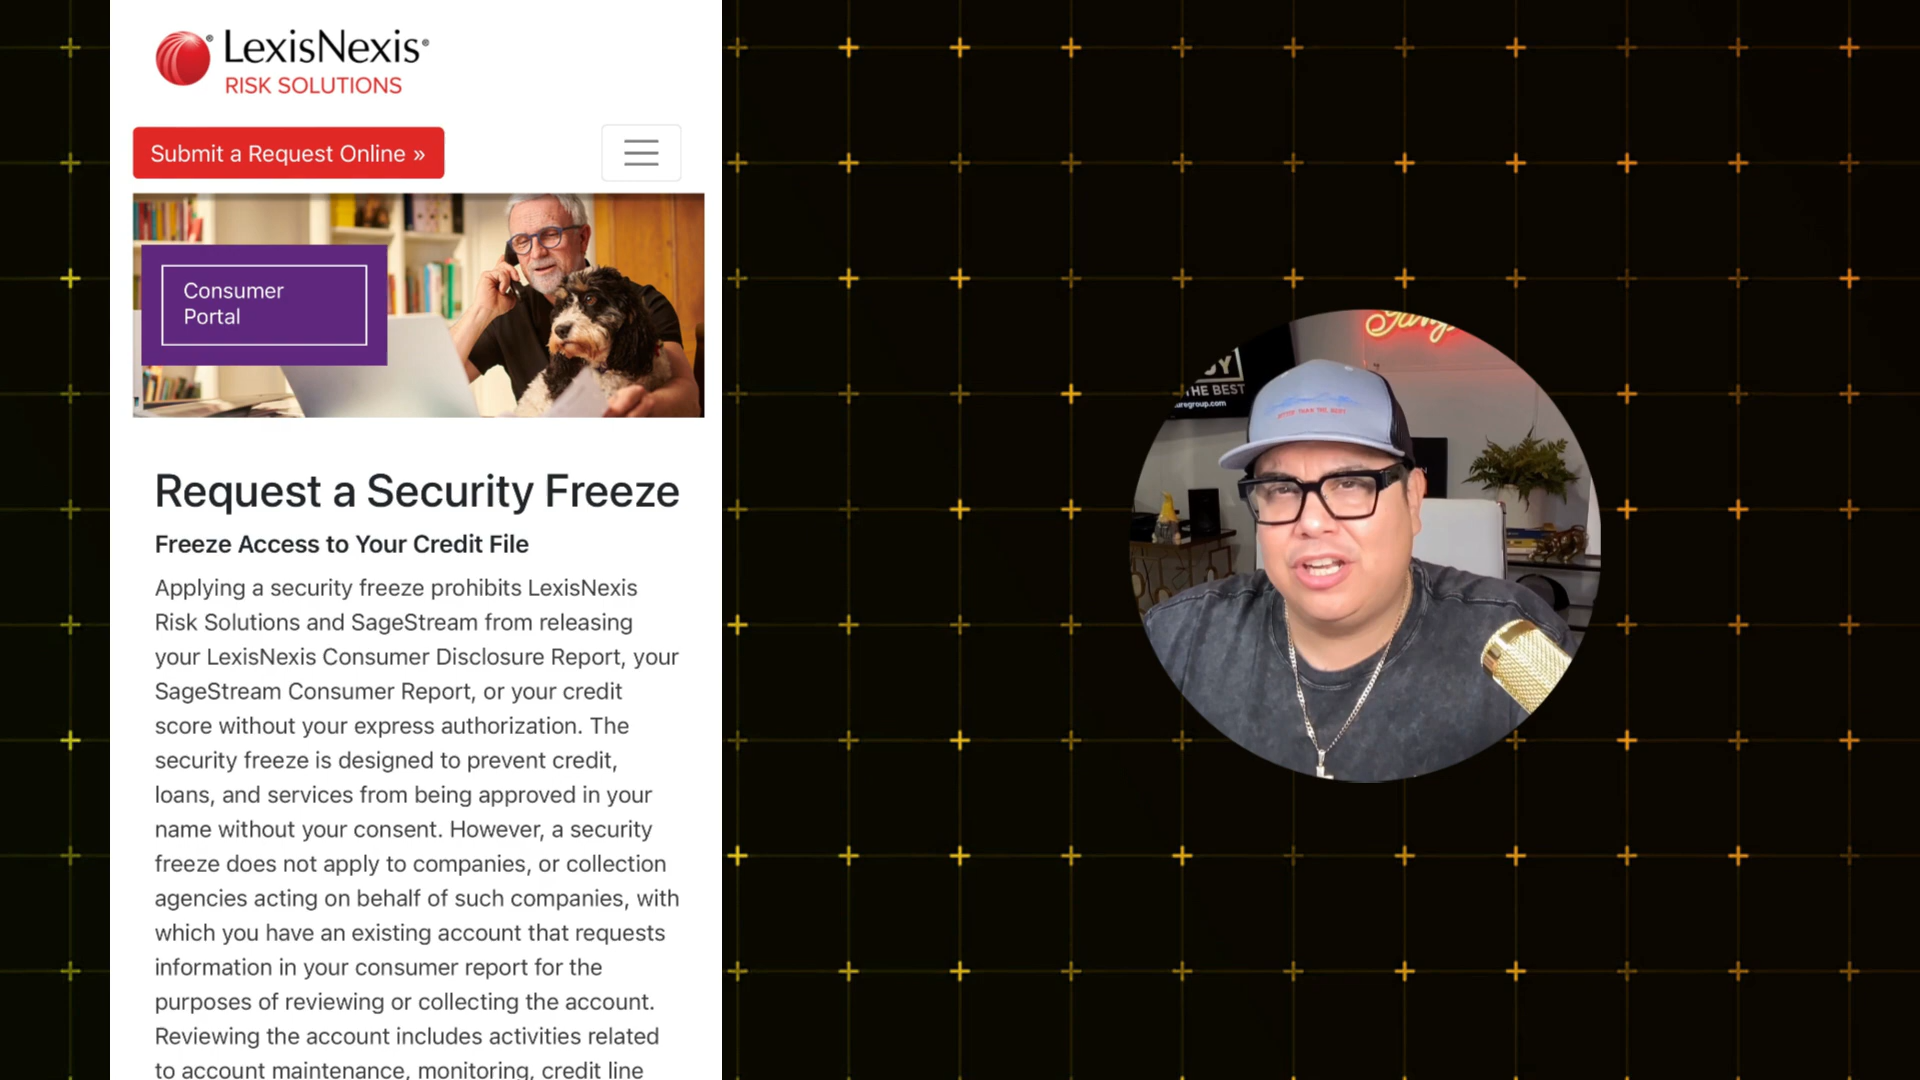 LexisNexis®
RISK SOLUTIONS
Submit a Request Online »
Consumer
Portal
Request a Security Freeze
Freeze Access to Your Credit File
Applying a security freeze prohibits LexisNexis
Risk Solutions and SageStream from releasing
your LexisNexis Consumer Disclosure Report, your
SageStream Consumer Report, or your credit
score without your express authorization. The
security freeze is designed to prevent credit,
loans, and services from being approved in your
name without your consent. However, a security
freeze does not apply to companies, or collection
agencies acting on behalf of such companies, with
which you have an existing account that requests
information in your consumer report for the
purposes of reviewing or collecting the account.
Reviewing the account includes activities related
to account maintenance, monitoring, credit line
THE BEST
BETTER THAN THE BEST